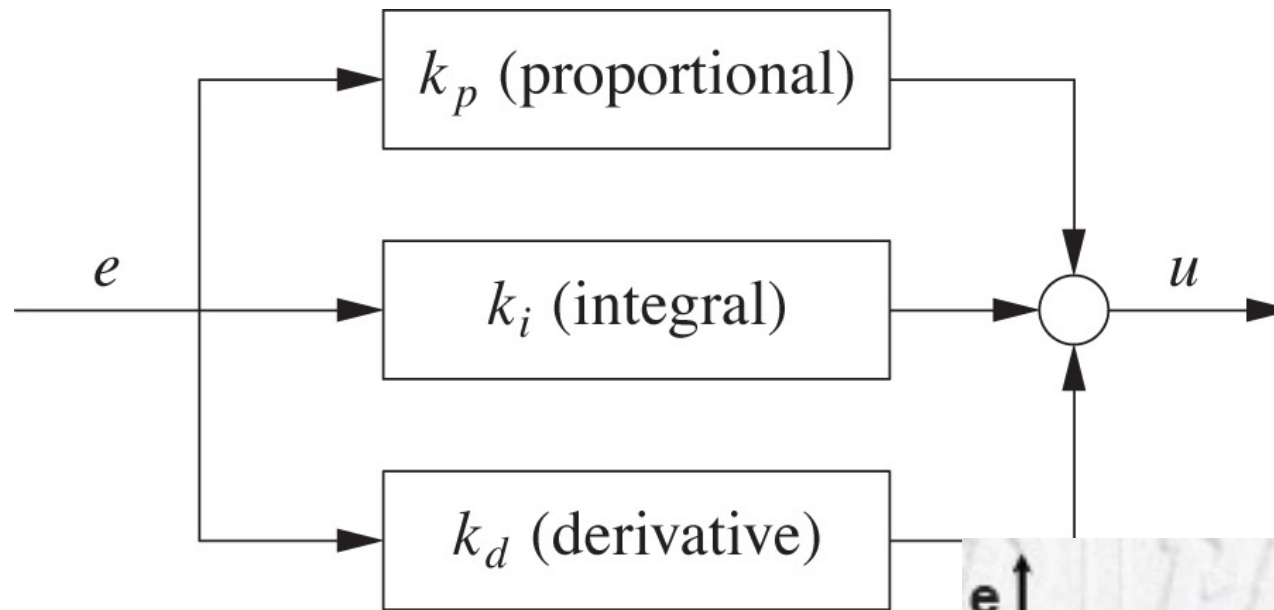 k_p (proportional)
e
k_i (integral)
u
k_d (derivative)
e